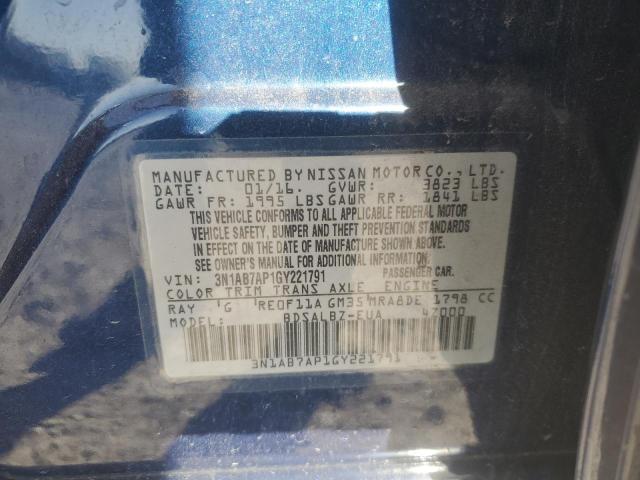 MANUFACTURED BY NISSAN MOTOR CO., LTD.
DATE: 01/16. GVWR: 3823 LBS
GAWR FR: 1995 LBS GAWR RR: 1841 LBS
THIS VEHICLE CONFORMS TO ALL APPLICABLE FEDERAL MOTOR
VEHICLE SAFETY, BUMPER AND THEFT PREVENTION STANDARDS
IN EFFECT ON THE DATE OF MANUFACTURE SHOWN ABOVE.
SEE OWNER'S MANUAL FOR ADDITIONAL INFORMATION.
VIN: 3N1AB7AP1GY221791 PASSENGER CAR.
COLOR TRIM TRANS AXLE ENGINE
RAY 'G RE0F11A GM35 MRA8DE 1798 CC
MODEL: BDSALBZ-EUA 47000
3N1AB7AP1GY221791